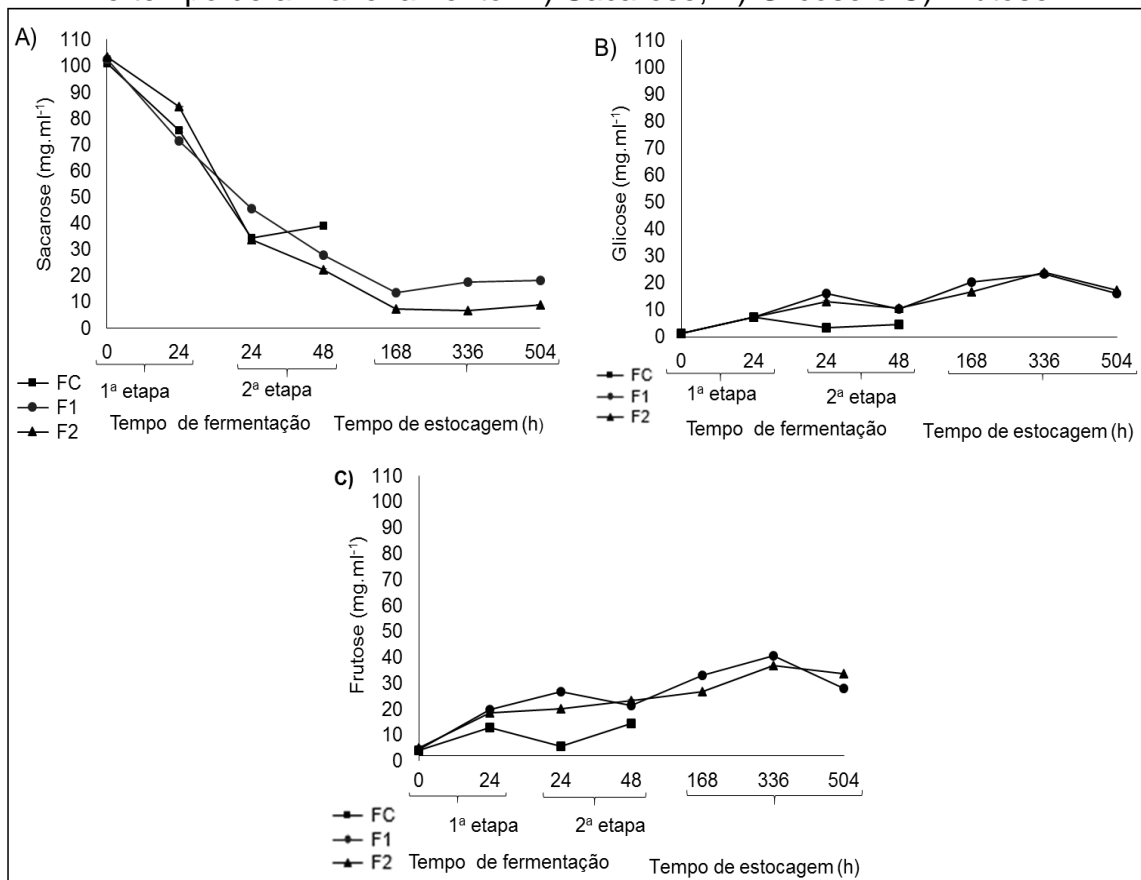 A)
110
100
90
80
70
60
50
40
30
20
10
0
Sacarose (mg.ml⁻¹)
0 24 24 48 168 336 504
1ª etapa 2ª etapa
Tempo de fermentação Tempo de estocagem (h)
FC
F1
F2
B)
110
100
90
80
70
60
50
40
30
20
10
0
Glicose (mg.ml⁻¹)
0 24 24 48 168 336 504
1ª etapa 2ª etapa
Tempo de fermentação Tempo de estocagem (h)
FC
F1
F2
C)
110
100
90
80
70
60
50
40
30
20
10
0
Frutose (mg.ml⁻¹)
0 24 24 48 168 336 504
1ª etapa 2ª etapa
Tempo de fermentação Tempo de estocagem (h)
FC
F1
F2